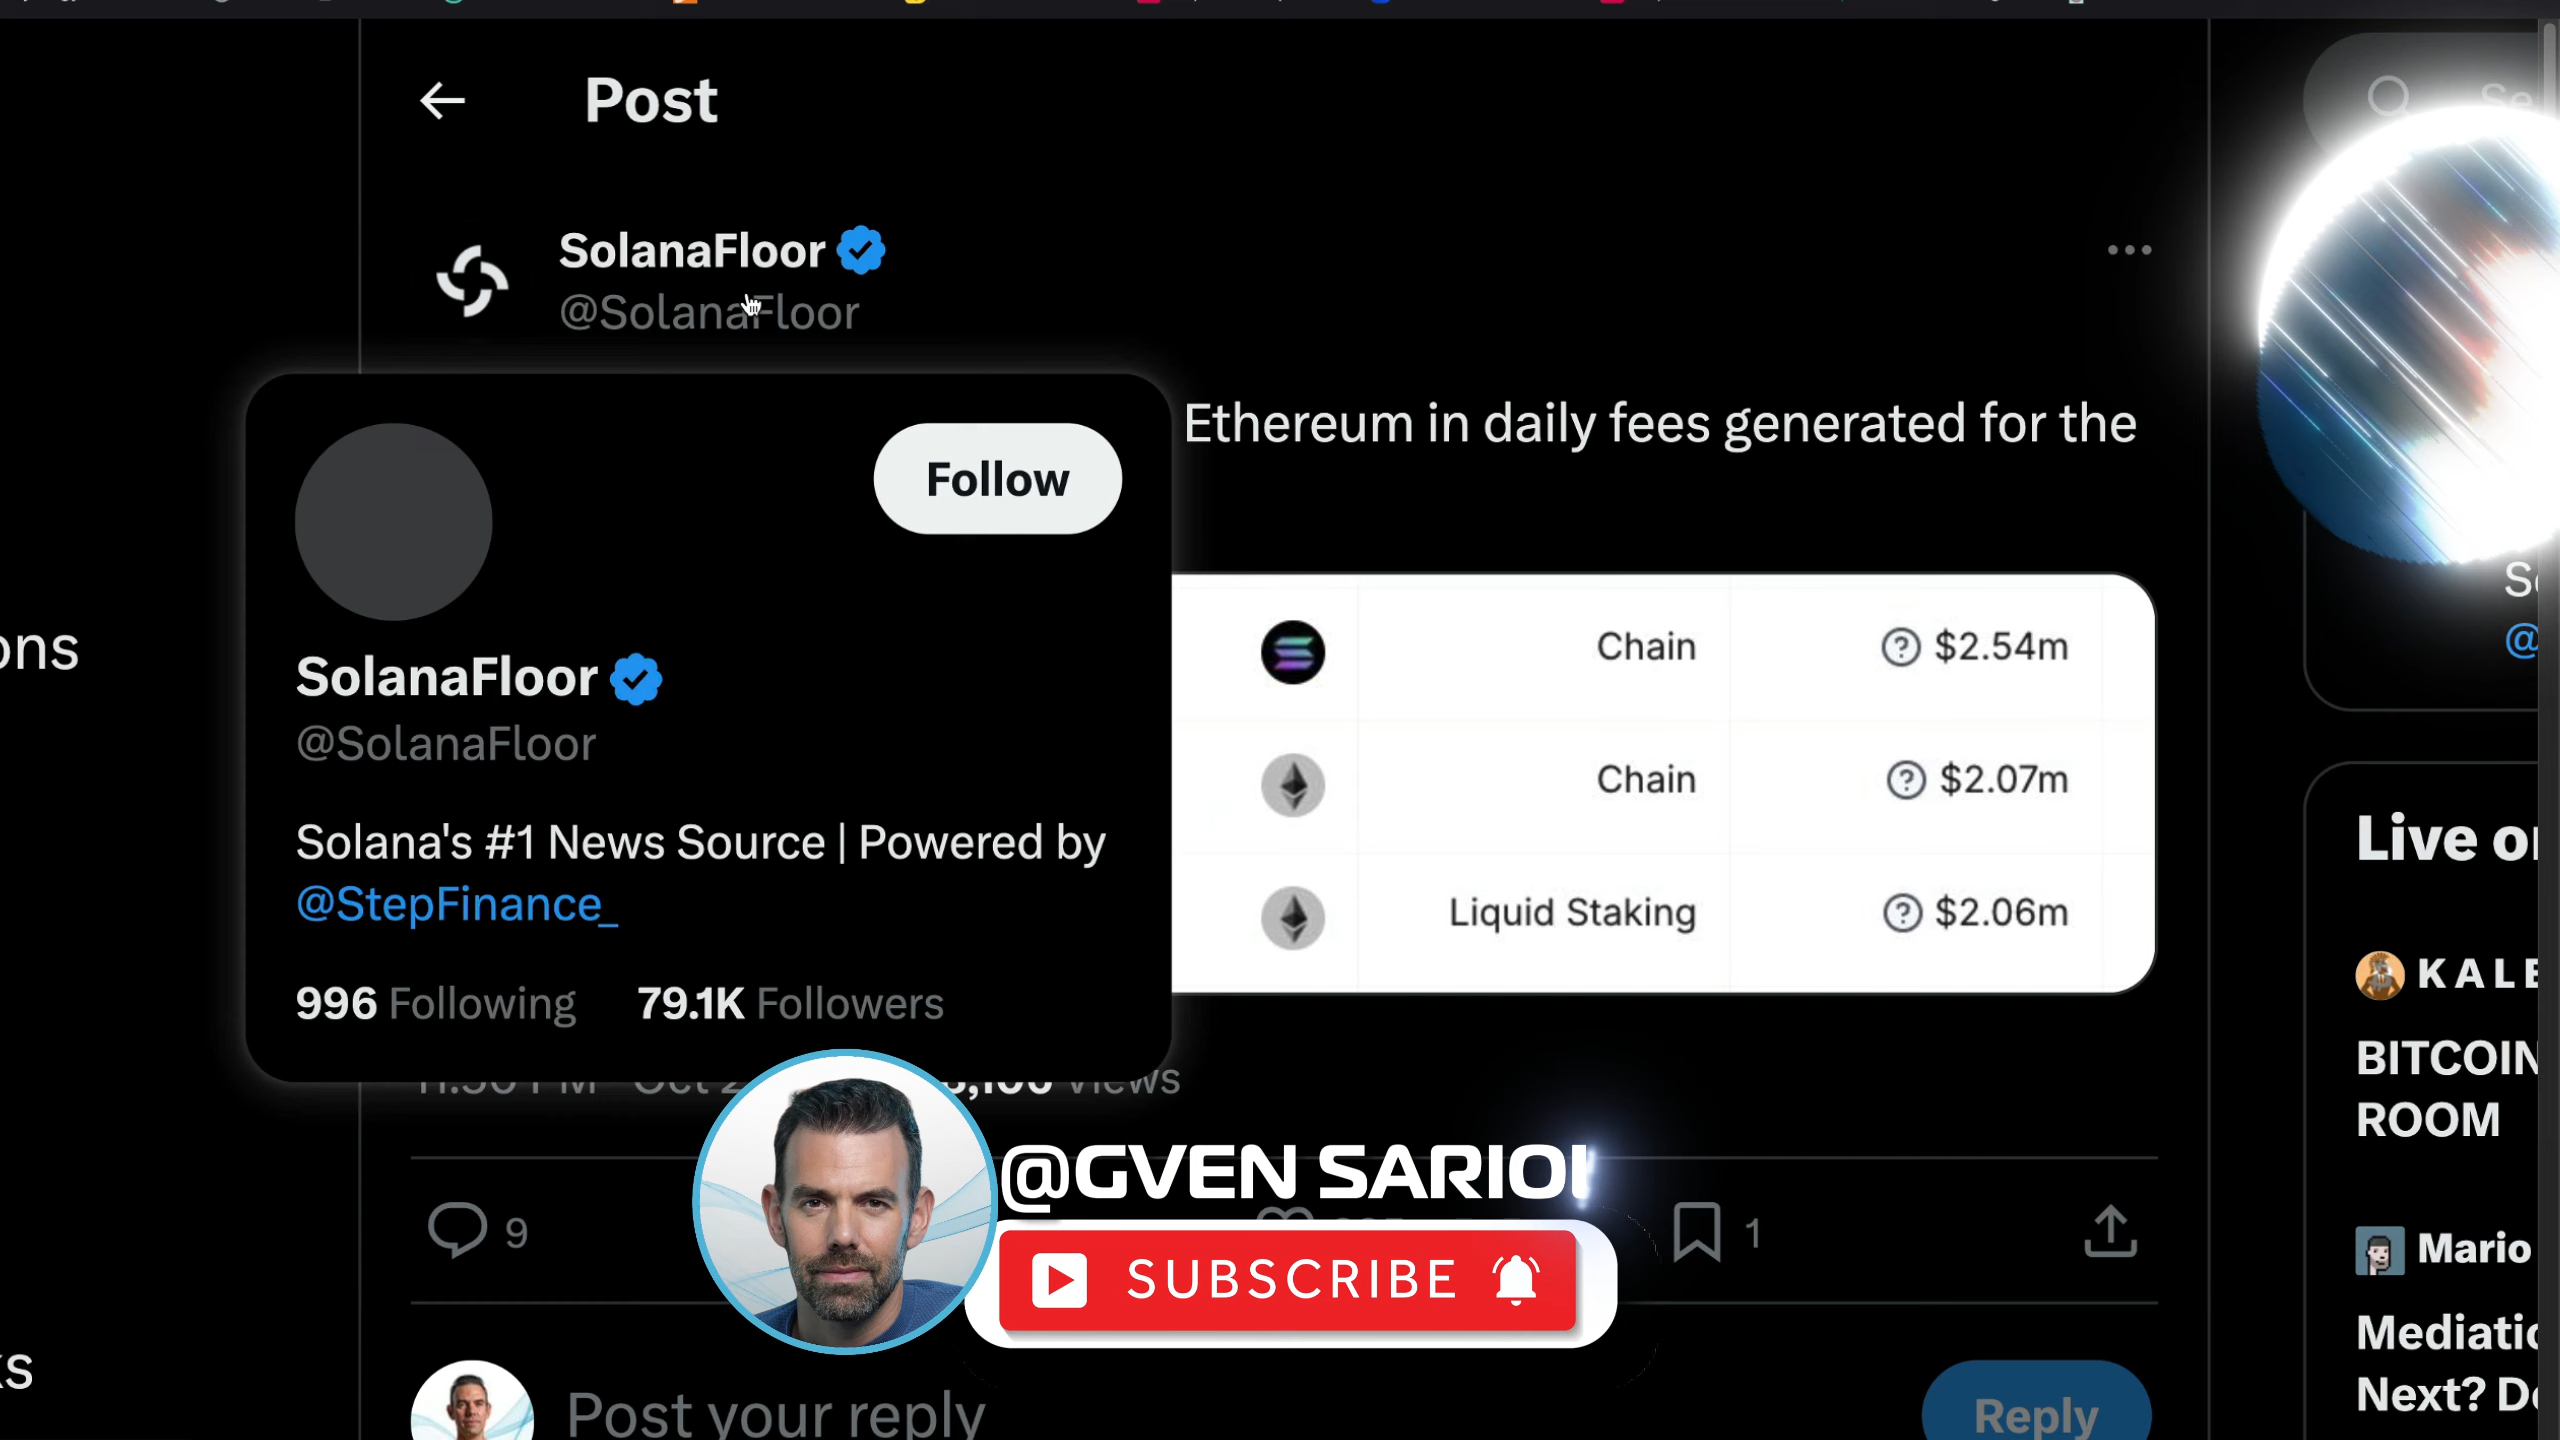 Post
SolanaFloor
@SolanaFloor
Ethereum in daily fees generated for the
Follow
SolanaFloor
@SolanaFloor
Solana's #1 News Source | Powered by
@StepFinance_
996 Following 79.1K Followers
Chain $2.54m
Chain $2.07m
Liquid Staking $2.06m
Views
@GVEN SARIOI
SUBSCRIBE
9
1
Post your reply
Reply
ons
Live
KALE
BITCOIN
ROOM
Mario
Next?